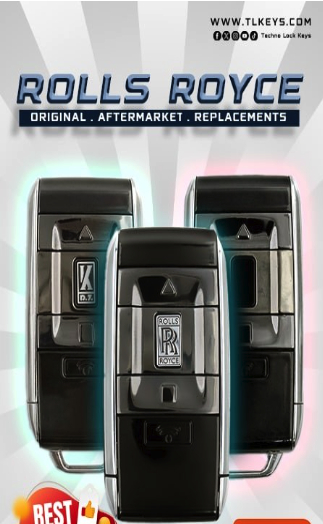 WWW.TLKEYS.COM
Techno Lock Keys
ROLLS ROYCE
ORIGINAL . AFTERMARKET . REPLACEMENTS
K
D.T.
ROLLS
RR
ROYCE
BEST